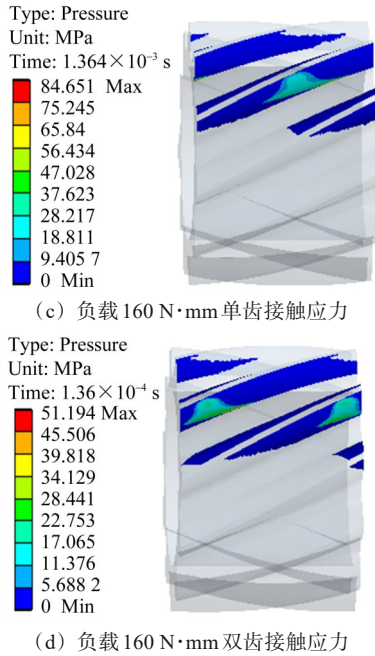 Type: Pressure
Unit: MPa
Time: 1.364×10⁻³ s
84.651 Max
75.245
65.84
56.434
47.028
37.623
28.217
18.811
9.405 7
0 Min
（c）负载160 N·mm单齿接触应力
Type: Pressure
Unit: MPa
Time: 1.36×10⁻⁴ s
51.194 Max
45.506
39.818
34.129
28.441
22.753
17.065
11.376
5.688 2
0 Min
（d）负载160 N·mm双齿接触应力